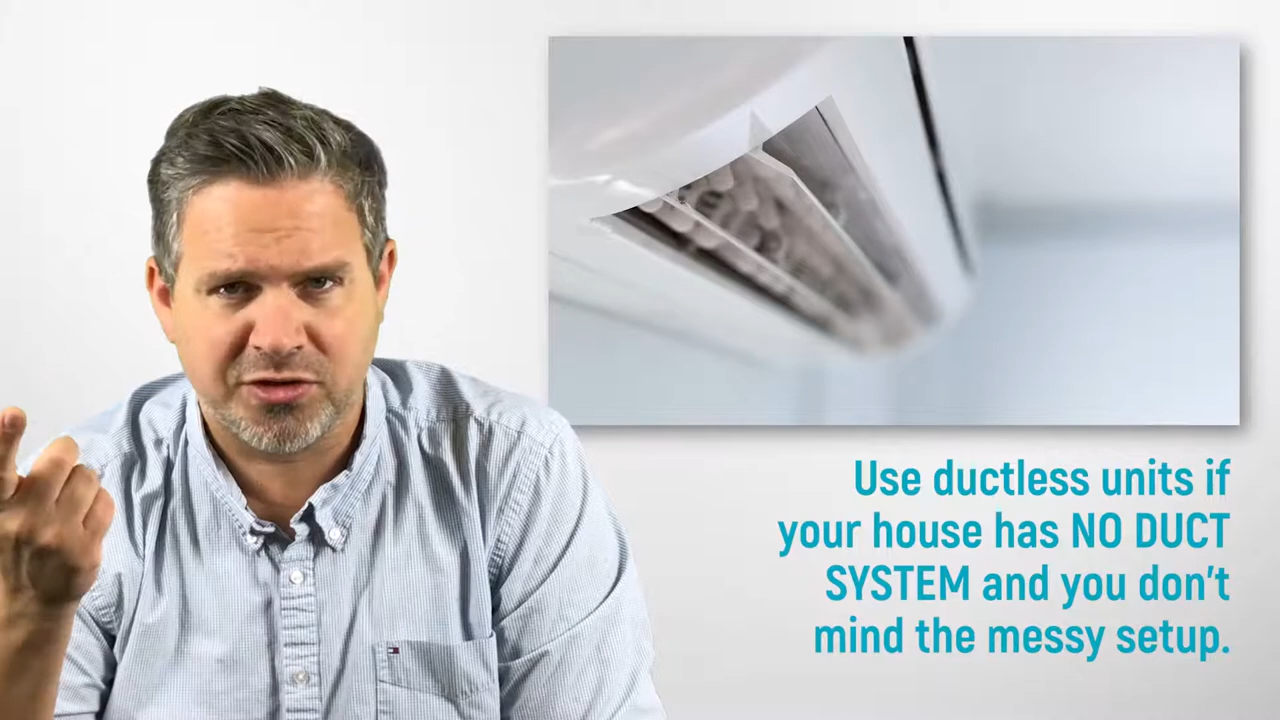 Use ductless units if
your house has NO DUCT
SYSTEM and you don't
mind the messy setup.